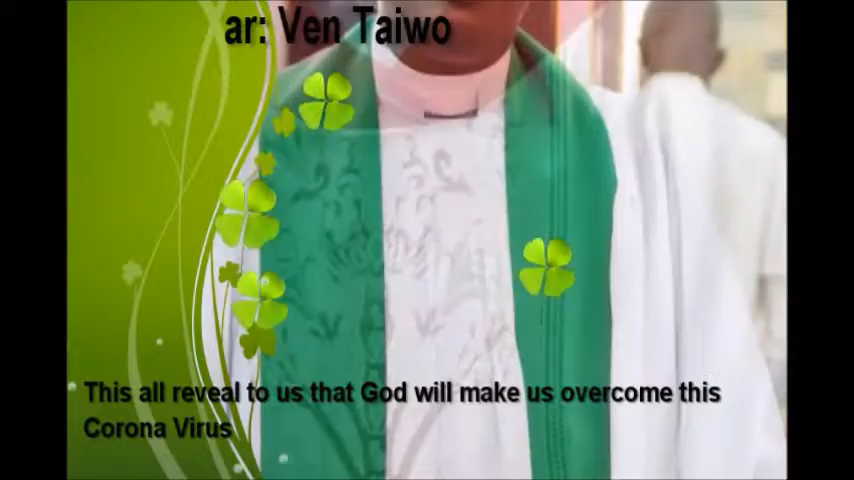 ar: Ven Taiwo
This all reveal to us that God will make us overcome this
Corona Virus